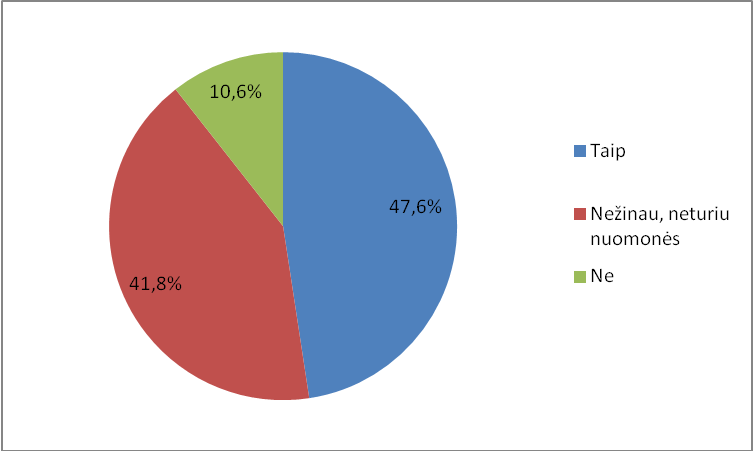 10,6%
47,6%
41,8%
Taip
Nežinau, neturiu
nuomonės
Ne